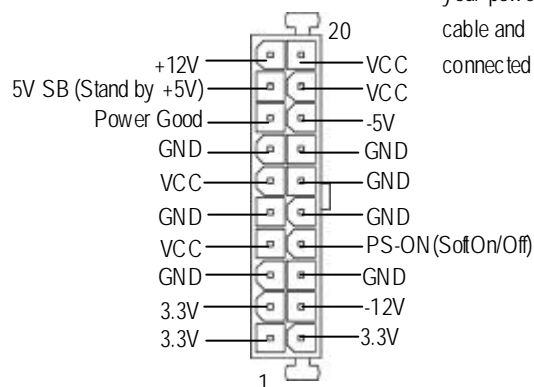 your pow
cable and
connected
20
+12V VCC
5V SB (Stand by +5V) VCC
Power Good -5V
GND GND
VCC GND
GND GND
VCC PS-ON(SoftOn/Off)
GND GND
3.3V -12V
3.3V 3.3V
1